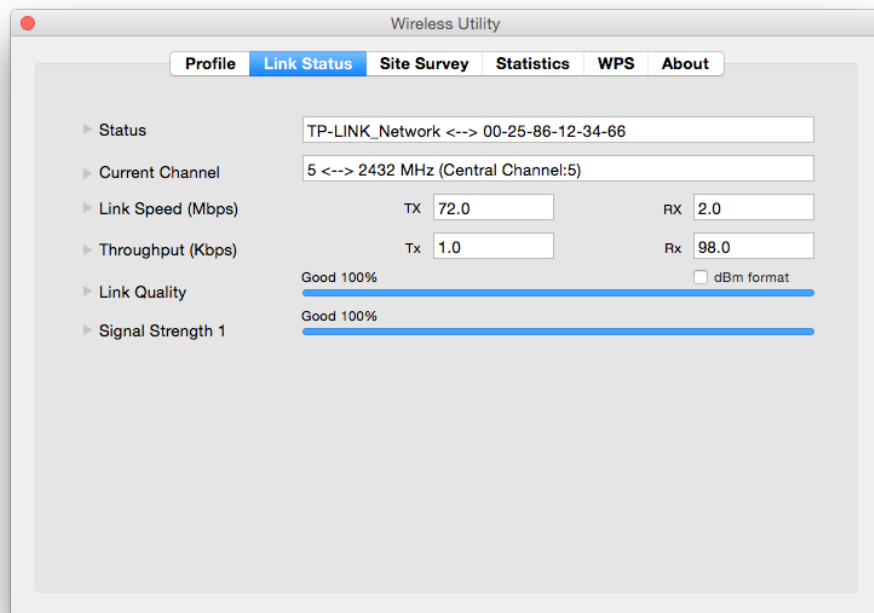 Wireless Utility
Profile Link Status Site Survey Statistics WPS About
Status TP-LINK_Network <--> 00-25-86-12-34-66
Current Channel 5 <--> 2432 MHz (Central Channel:5)
Link Speed (Mbps) TX 72.0 RX 2.0
Throughput (Kbps) Tx 1.0 Rx 98.0
Good 100% dBm format
Link Quality
Good 100%
Signal Strength 1